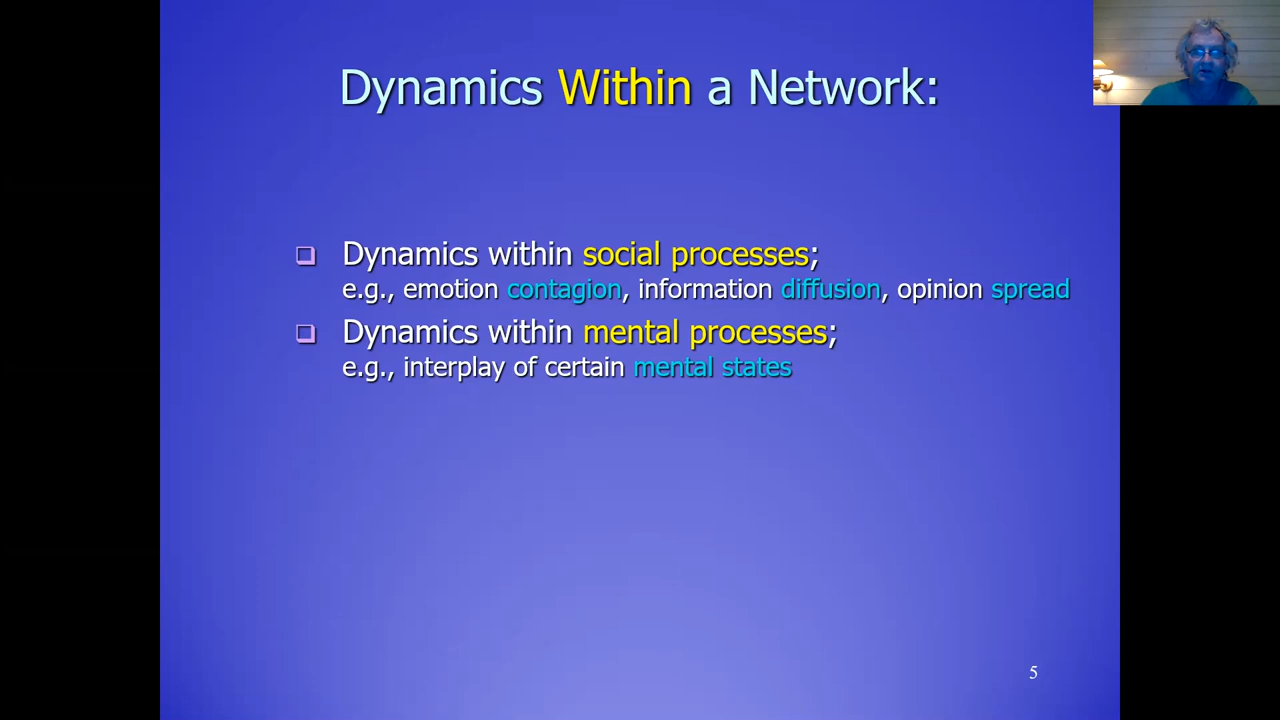 Dynamics Within a Network:
❑ Dynamics within social processes;
e.g., emotion contagion, information diffusion, opinion spread
❑ Dynamics within mental processes;
e.g., interplay of certain mental states
5